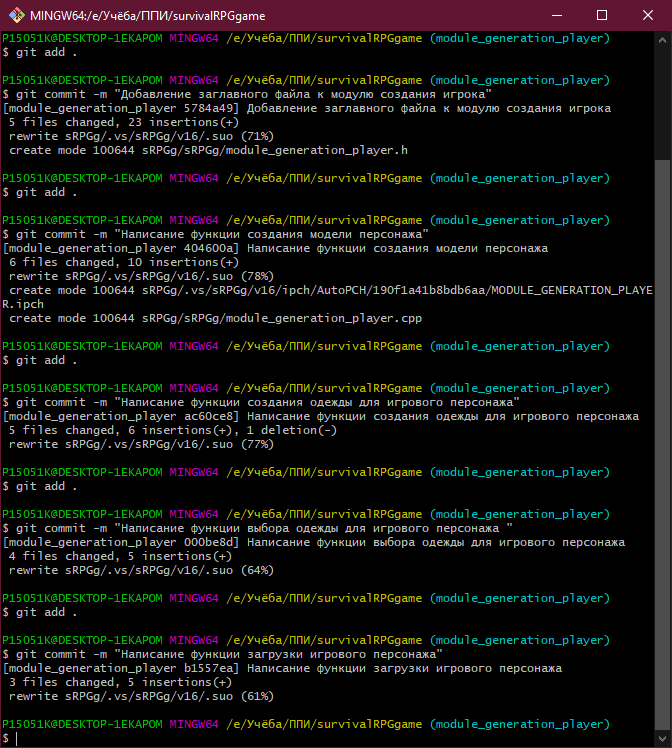 MINGW64:/e/Учёба/ППИ/survivalRPGgame
P15051K@DESKTOP-1EKAPOM MINGW64 /e/Учёба/ППИ/survivalRPGgame (module_generation_player)
$ git add .
P15051K@DESKTOP-1EKAPOM MINGW64 /e/Учёба/ППИ/survivalRPGgame (module_generation_player)
$ git commit -m "Добавление заглавного файла к модулю создания игрока"
[module_generation_player 5784a49] Добавление заглавного файла к модулю создания игрока
5 files changed, 23 insertions(+)
rewrite sRPGg/.vs/sRPGg/v16/.suo (71%)
create mode 100644 sRPGg/sRPGg/module_generation_player.h
P15051K@DESKTOP-1EKAPOM MINGW64 /e/Учёба/ППИ/survivalRPGgame (module_generation_player)
$ git add .
P15051K@DESKTOP-1EKAPOM MINGW64 /e/Учёба/ППИ/survivalRPGgame (module_generation_player)
$ git commit -m "Написание функции создания модели персонажа"
[module_generation_player 404600a] Написание функции создания модели персонажа
6 files changed, 10 insertions(+)
rewrite sRPGg/.vs/sRPGg/v16/.suo (78%)
create mode 100644 sRPGg/.vs/sRPGg/v16/ipch/AutoPCH/190f1a41b8bdb6aa/MODULE_GENERATION_PLAYE
R.ipch
create mode 100644 sRPGg/sRPGg/module_generation_player.cpp
P15051K@DESKTOP-1EKAPOM MINGW64 /e/Учёба/ППИ/survivalRPGgame (module_generation_player)
$ git add .
P15051K@DESKTOP-1EKAPOM MINGW64 /e/Учёба/ППИ/survivalRPGgame (module_generation_player)
$ git commit -m "Написание функции создания одежды для игрового персонажа"
[module_generation_player ac60ce8] Написание функции создания одежды для игрового персонажа
5 files changed, 6 insertions(+), 1 deletion(-)
rewrite sRPGg/.vs/sRPGg/v16/.suo (77%)
P15051K@DESKTOP-1EKAPOM MINGW64 /e/Учёба/ППИ/survivalRPGgame (module_generation_player)
$ git add .
P15051K@DESKTOP-1EKAPOM MINGW64 /e/Учёба/ППИ/survivalRPGgame (module_generation_player)
$ git commit -m "Написание функции выбора одежды для игрового персонажа "
[module_generation_player 000be8d] Написание функции выбора одежды для игрового персонажа
4 files changed, 5 insertions(+)
rewrite sRPGg/.vs/sRPGg/v16/.suo (64%)
P15051K@DESKTOP-1EKAPOM MINGW64 /e/Учёба/ППИ/survivalRPGgame (module_generation_player)
$ git add .
P15051K@DESKTOP-1EKAPOM MINGW64 /e/Учёба/ППИ/survivalRPGgame (module_generation_player)
$ git commit -m "Написание функции загрузки игрового персонажа"
[module_generation_player b1557ea] Написание функции загрузки игрового персонажа
3 files changed, 5 insertions(+)
rewrite sRPGg/.vs/sRPGg/v16/.suo (61%)
P15051K@DESKTOP-1EKAPOM MINGW64 /e/Учёба/ППИ/survivalRPGgame (module_generation_player)
$